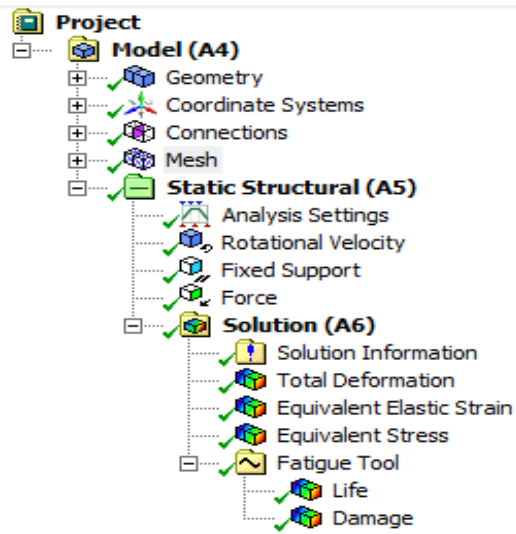 Project
Model (A4)
Geometry
Coordinate Systems
Connections
Mesh
Static Structural (A5)
Analysis Settings
Rotational Velocity
Fixed Support
Force
Solution (A6)
Solution Information
Total Deformation
Equivalent Elastic Strain
Equivalent Stress
Fatigue Tool
Life
Damage